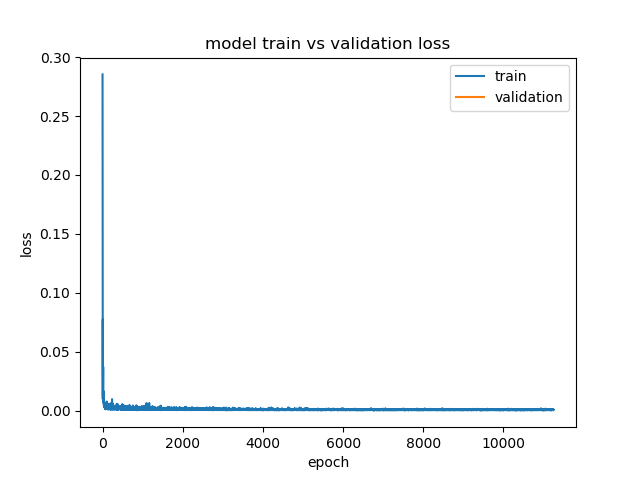 model train vs validation loss
train
validation
0.30
0.25
0.20
0.15
0.10
0.05
0.00
loss
0 2000 4000 6000 8000 10000
epoch